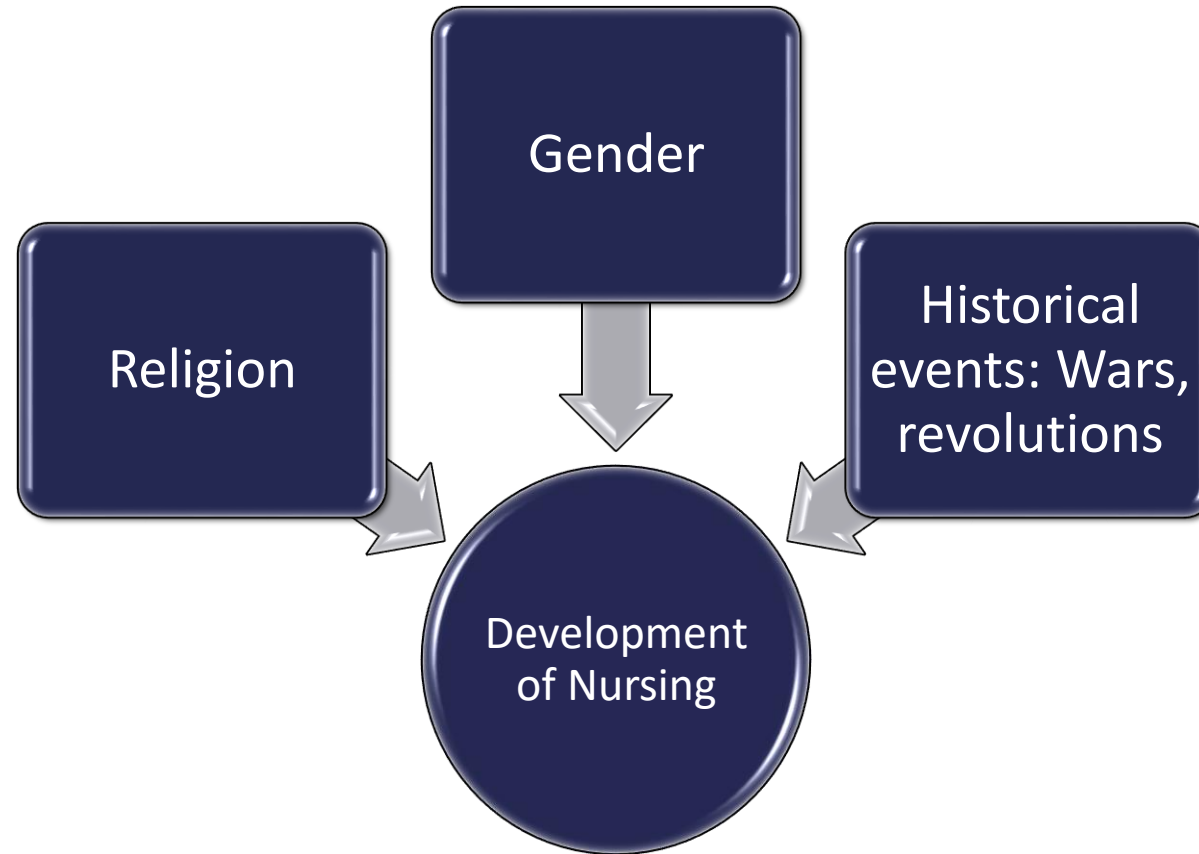 Gender
Religion
Historical
events: Wars,
revolutions
Development
of Nursing